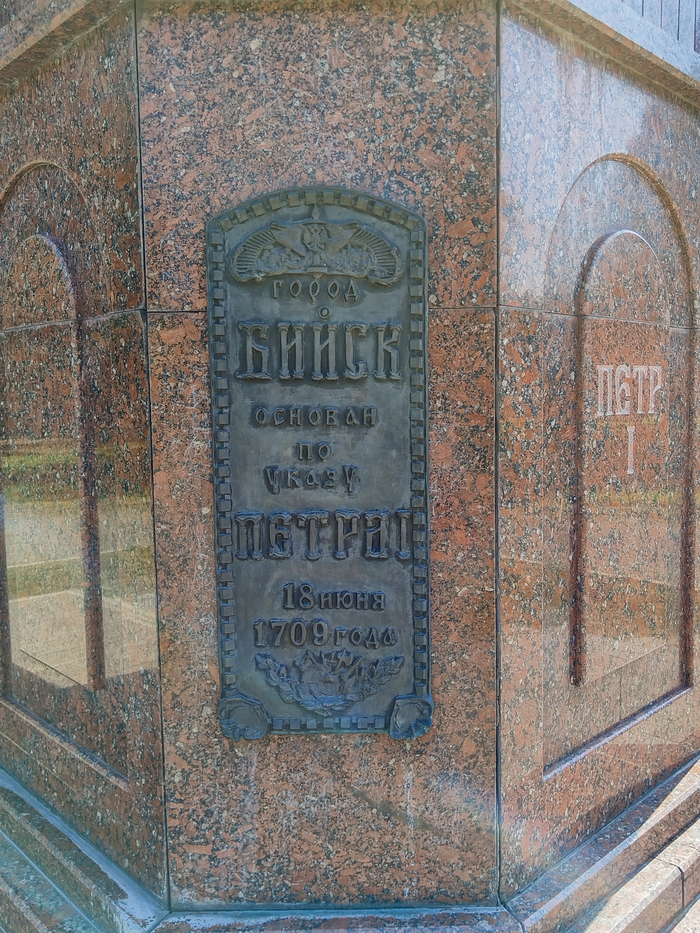 город
БИЙСК
основан
по
указу
ПЕТРА I
18 июня
1709 года
ПЕТР
I